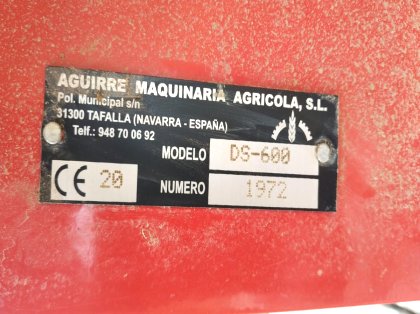 AGUIRRE MAQUINARIA AGRICOLA, S.L.
Pol. Municipal s/n
31300 TAFALLA (NAVARRA - ESPAÑA)
Telf.: 948 70 06 92
MODELO DS-600
CE 20 NUMERO 1972